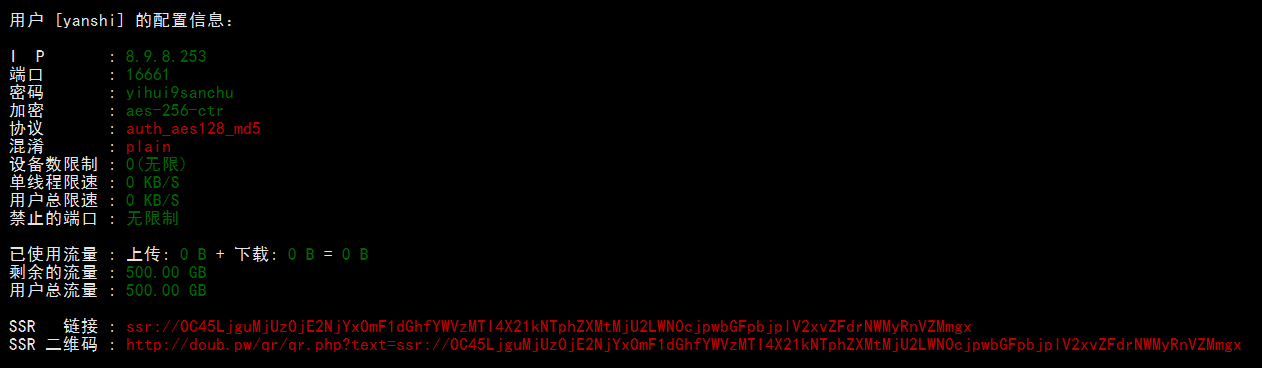 用户 [yanshi] 的配置信息：
I P : 8.9.8.253
端口 : 16661
密码 : yihui9sanchu
加密 : aes-256-ctr
协议 : auth_aes128_md5
混淆 : plain
设备数限制 : 0(无限)
单线程限速 : 0 KB/S
用户总限速 : 0 KB/S
禁止的端口 : 无限制
已使用流量 : 上传: 0 B + 下载: 0 B = 0 B
剩余的流量 : 500.00 GB
用户总流量 : 500.00 GB
SSR 链接 : ssr://OC45LjguMjUzOjE2NjYxOmF1dGhfYWVzMTI4X21kNTphZXMtMjU2LWN0cjpwbGFpbjplV2xvZFdrNWMyRnVZMmgx
SSR 二维码 : http://doub.pw/qr/qr.php?text=ssr://OC45LjguMjUzOjE2NjYxOmF1dGhfYWVzMTI4X21kNTphZXMtMjU2LWN0cjpwbGFpbjplV2xvZFdrNWMyRnVZMmgx